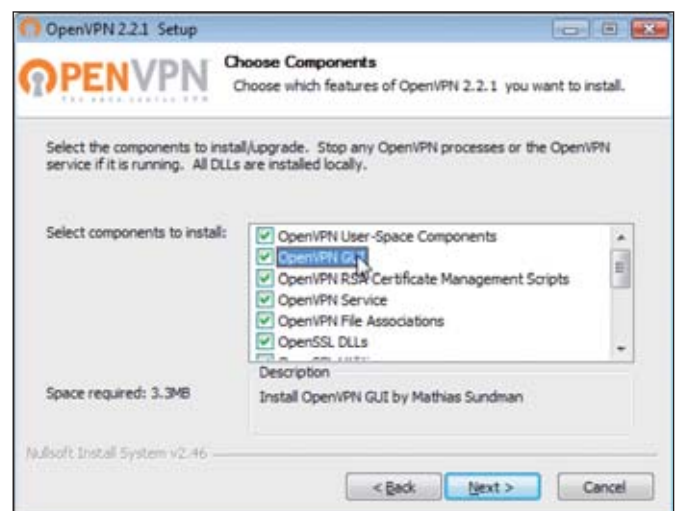 OpenVPN 2.2.1 Setup
OPENVPN
Choose Components
Choose which features of OpenVPN 2.2.1 you want to install.
Select the components to install/upgrade. Stop any OpenVPN processes or the OpenVPN
service if it is running. All DLLs are installed locally.
Select components to install:
OpenVPN User-Space Components
OpenVPN GUI
OpenVPN RSA Certificate Management Scripts
OpenVPN Service
OpenVPN File Associations
OpenSSL DLLs
Description
Space required: 3.3MB
Install OpenVPN GUI by Mathias Sundman
Nullsoft Install System v2.46
< Back
Next >
Cancel